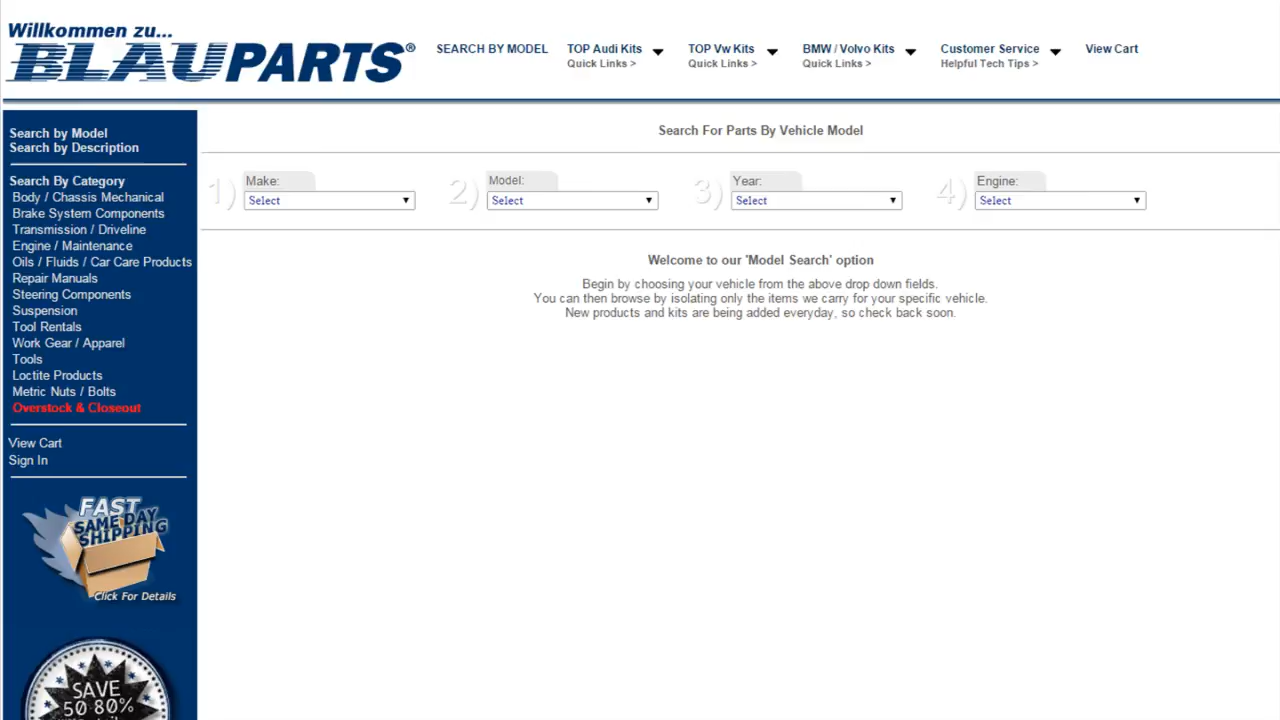 Willkommen zu...
BLAUPARTS®
SEARCH BY MODEL
TOP Audi Kits
Quick Links >
TOP Vw Kits
Quick Links >
BMW / Volvo Kits
Quick Links >
Customer Service
Helpful Tech Tips >
View Cart
Search by Model
Search by Description
Search By Category
Body / Chassis Mechanical
Brake System Components
Transmission / Driveline
Engine / Maintenance
Oils / Fluids / Car Care Products
Repair Manuals
Steering Components
Suspension
Tool Rentals
Work Gear / Apparel
Tools
Loctite Products
Metric Nuts / Bolts
Overstock & Closeout
View Cart
Sign In
FAST
SAME DAY
SHIPPING
Click For Details
SAVE
50 80%
Search For Parts By Vehicle Model
1) Make:
Select
2) Model:
Select
3) Year:
Select
4) Engine:
Select
Welcome to our 'Model Search' option
Begin by choosing your vehicle from the above drop down fields.
You can then browse by isolating only the items we carry for your specific vehicle.
New products and kits are being added everyday, so check back soon.